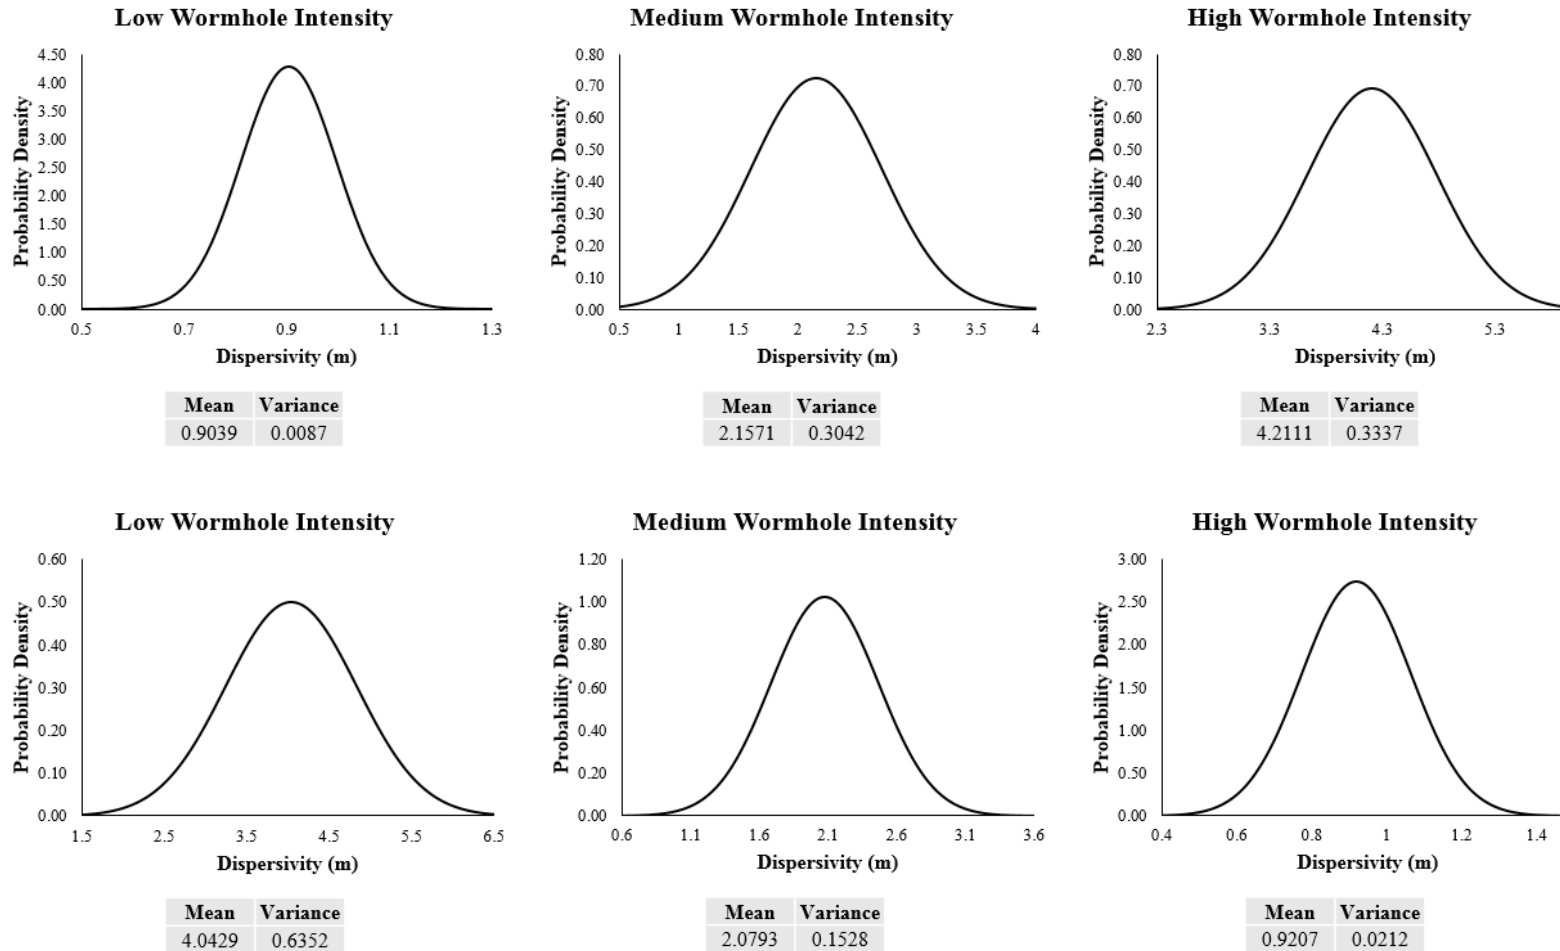 Low Wormhole Intensity
4.50
4.00
3.50
3.00
2.50
2.00
1.50
1.00
0.50
0.00
Probability Density
0.5 0.7 0.9 1.1 1.3
Dispersivity (m)
Mean Variance
0.9039 0.0087
Medium Wormhole Intensity
0.80
0.70
0.60
0.50
0.40
0.30
0.20
0.10
0.00
Probability Density
0.5 1 1.5 2 2.5 3 3.5 4
Dispersivity (m)
Mean Variance
2.1571 0.3042
High Wormhole Intensity
0.80
0.70
0.60
0.50
0.40
0.30
0.20
0.10
0.00
Probability Density
2.3 3.3 4.3 5.3
Dispersivity (m)
Mean Variance
4.2111 0.3337
Low Wormhole Intensity
0.60
0.50
0.40
0.30
0.20
0.10
0.00
Probability Density
1.5 2.5 3.5 4.5 5.5 6.5
Dispersivity (m)
Mean Variance
4.0429 0.6352
Medium Wormhole Intensity
1.20
1.00
0.80
0.60
0.40
0.20
0.00
Probability Density
0.6 1.1 1.6 2.1 2.6 3.1 3.6
Dispersivity (m)
Mean Variance
2.0793 0.1528
High Wormhole Intensity
3.00
2.50
2.00
1.50
1.00
0.50
0.00
Probability Density
0.4 0.6 0.8 1 1.2 1.4
Dispersivity (m)
Mean Variance
0.9207 0.0212